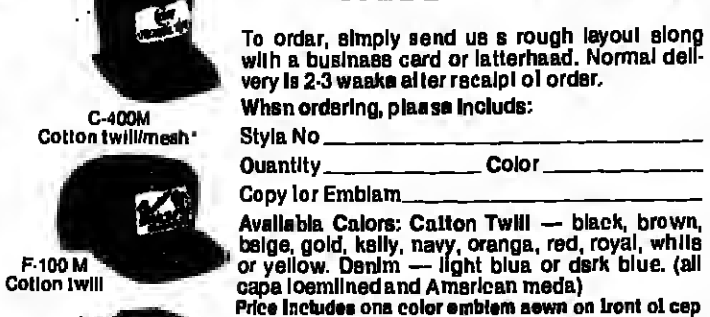 C-400M
Cotton twill/mesh*
F-100 M
Cotton twill
To order, simply send us a rough layout along
with a business card or letterhead. Normal deli-
very is 2-3 weeks after receipt of order.
When ordering, please include:
Style No
Quantity Color
Copy for Emblem
Available Colors: Cotton Twill — black, brown,
beige, gold, kelly, navy, orange, red, royal, white
or yellow. Denim — light blue or dark blue. (all
caps foamlined and American made)
Price includes one color emblem sewn on front of cap